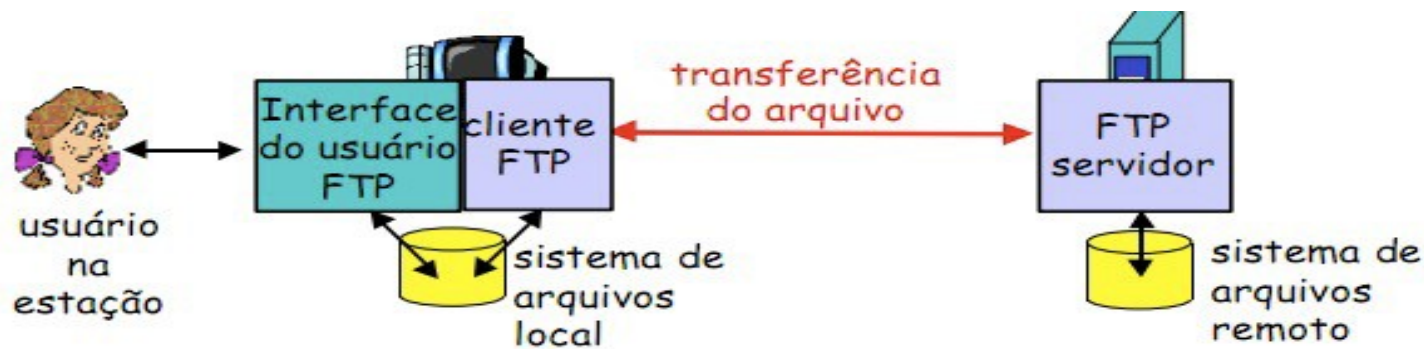 usuário
na
estação
Interface
do usuário
FTP
cliente
FTP
sistema de
arquivos
local
transferência
do arquivo
FTP
servidor
sistema de
arquivos
remoto